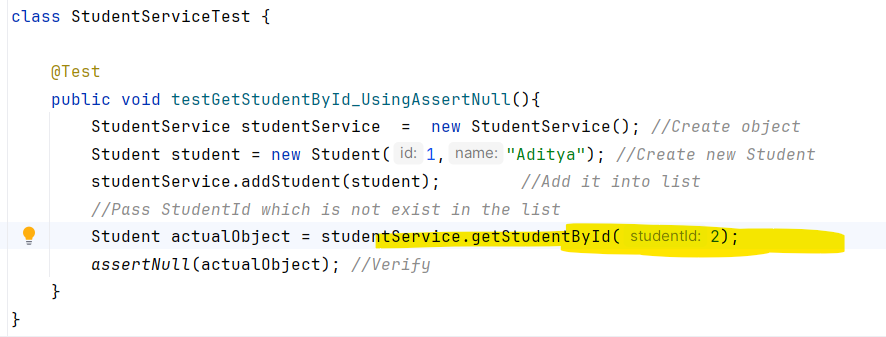 class StudentServiceTest {
@Test
public void testGetStudentById_UsingAssertNull(){
StudentService studentService = new StudentService(); //Create object
Student student = new Student( id: 1, name: "Aditya"); //Create new Student
studentService.addStudent(student); //Add it into list
//Pass StudentId which is not exist in the list
Student actualObject = studentService.getStudentById( studentId: 2);
assertNull(actualObject); //Verify
}
}